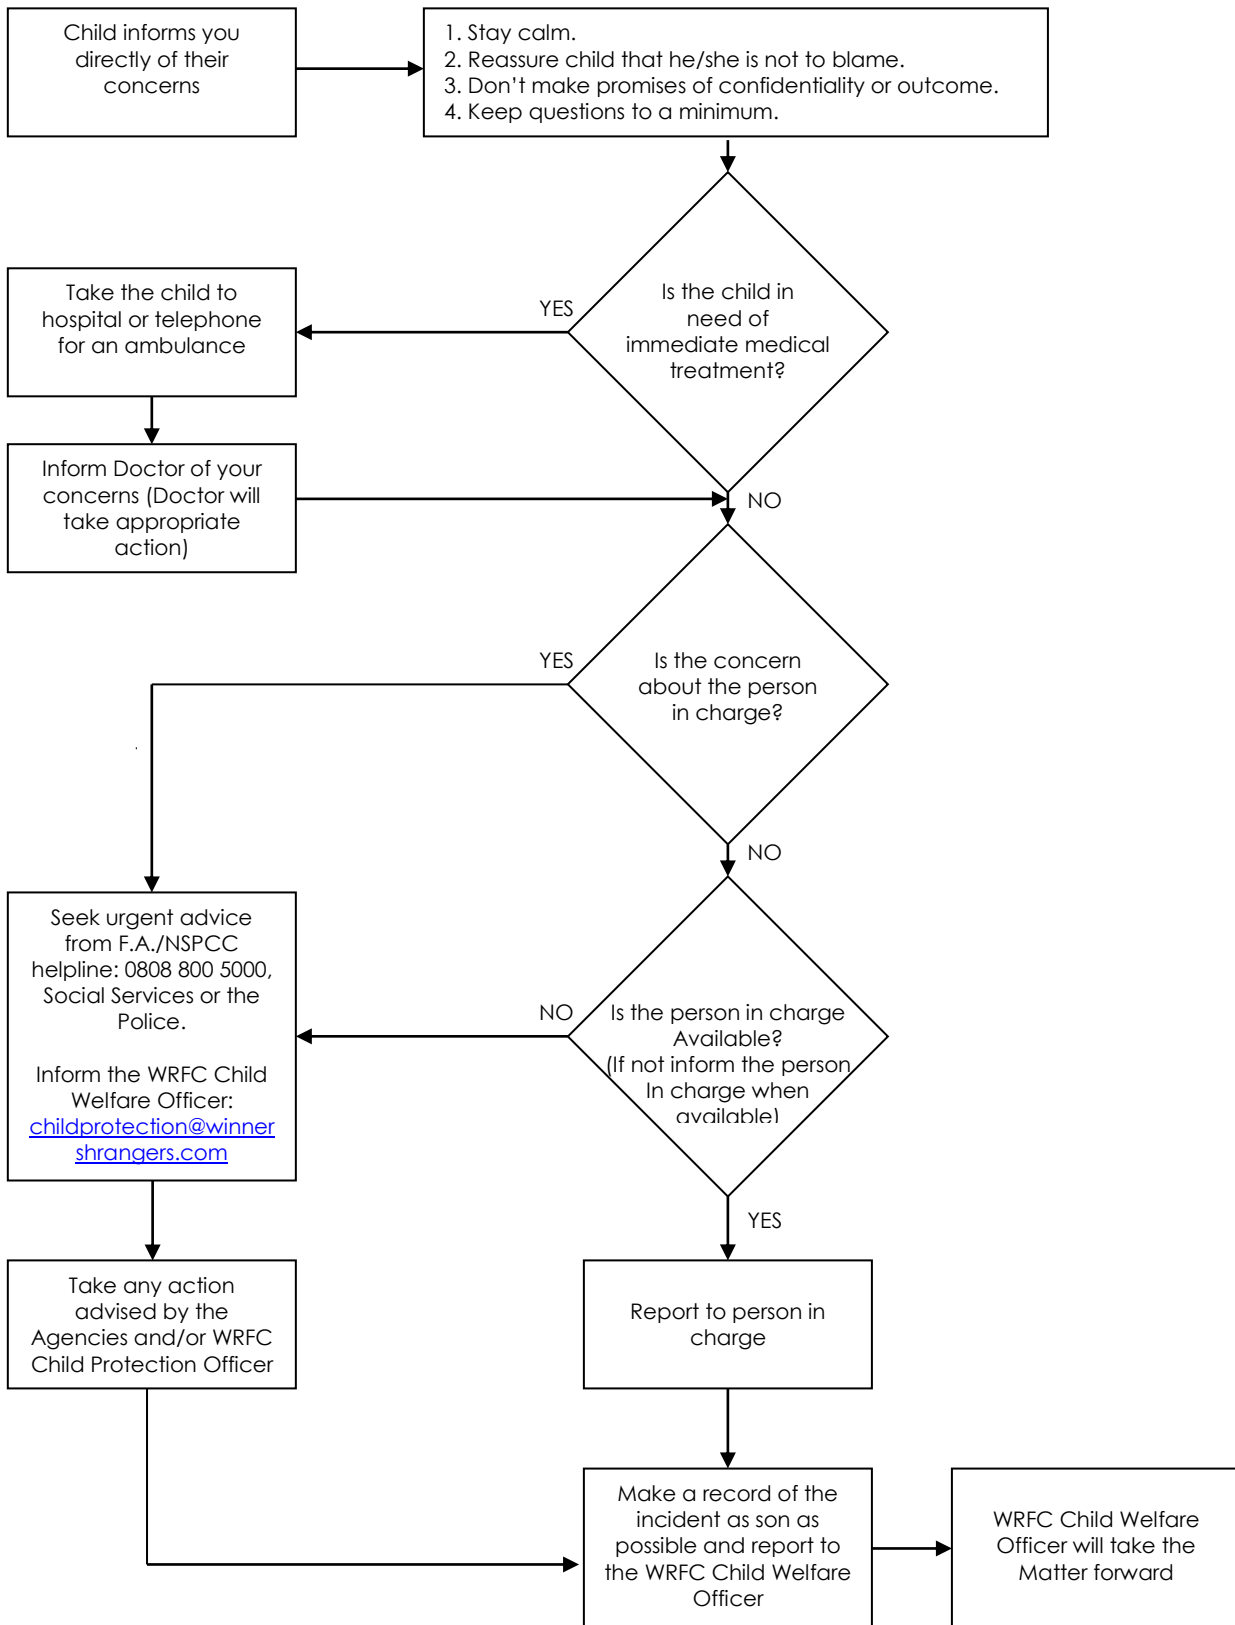 Child informs you
directly of their
concerns
1. Stay calm.
2. Reassure child that he/she is not to blame.
3. Don't make promises of confidentiality or outcome.
4. Keep questions to a minimum.
Is the child in
need of
immediate medical
treatment?
YES
Take the child to
hospital or telephone
for an ambulance
Inform Doctor of your
concerns (Doctor will
take appropriate
action)
NO
Is the concern
about the person
in charge?
YES
NO
Seek urgent advice
from F.A./NSPCC
helpline: 0808 800 5000,
Social Services or the
Police.
Inform the WRFC Child
Welfare Officer:
childprotection@winner
shrangers.com
NO
Is the person in charge
Available?
(If not inform the person
In charge when
available)
YES
Take any action
advised by the
Agencies and/or WRFC
Child Protection Officer
Report to person in
charge
Make a record of the
incident as son as
possible and report to
the WRFC Child Welfare
Officer
WRFC Child Welfare
Officer will take the
Matter forward